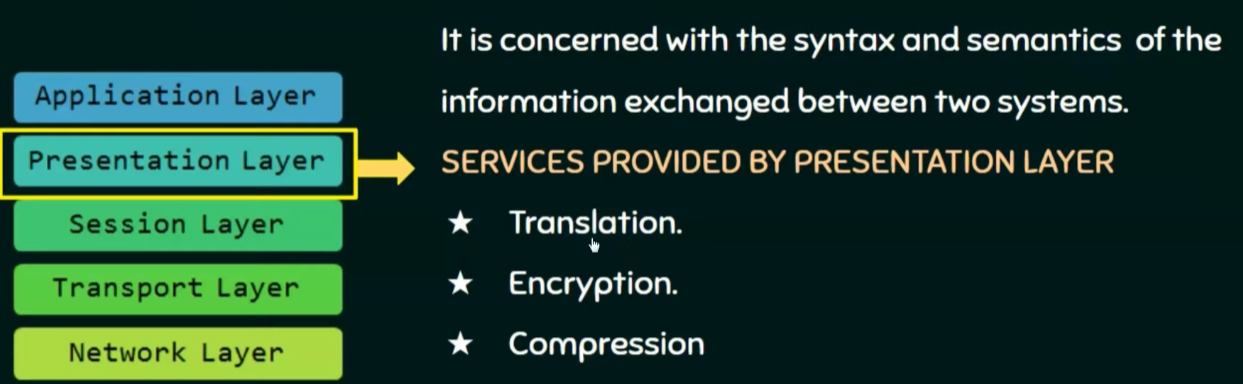 Application Layer
Presentation Layer
Session Layer
Transport Layer
Network Layer
It is concerned with the syntax and semantics of the
information exchanged between two systems.
SERVICES PROVIDED BY PRESENTATION LAYER
★ Translation.
★ Encryption.
★ Compression